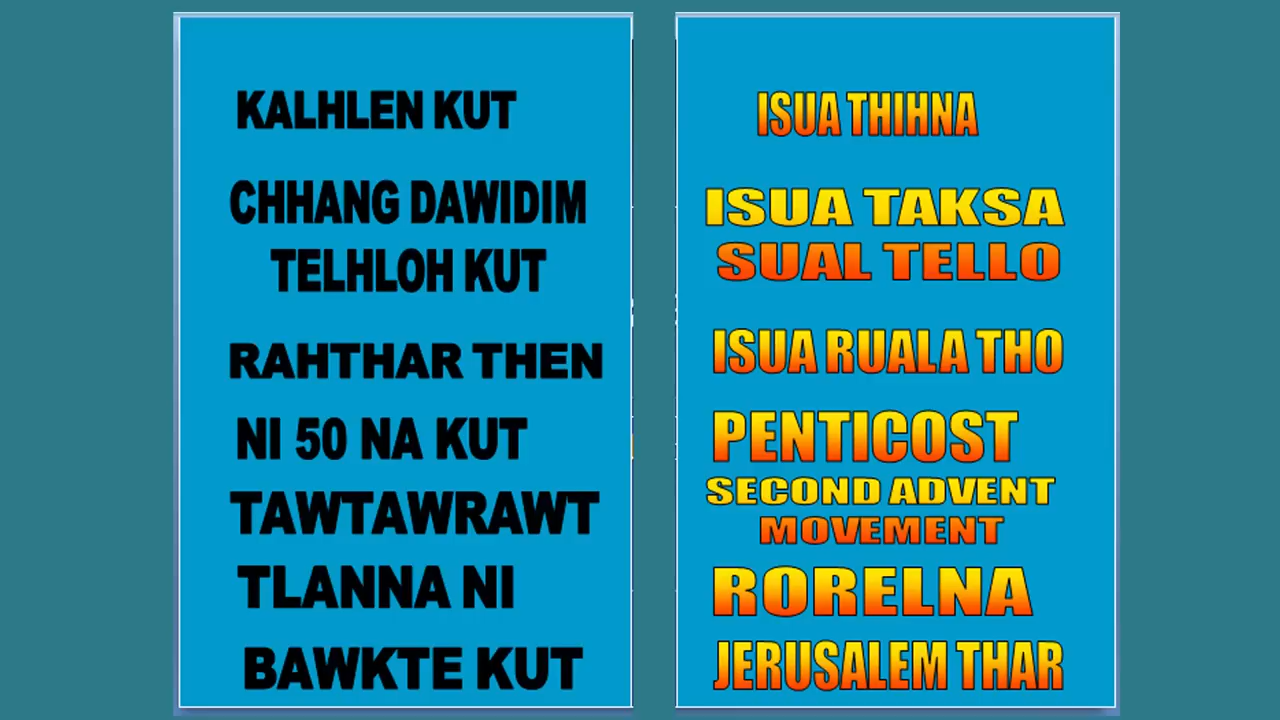 KALHLEN KUT
CHHANG DAWIDIM
TELHLOH KUT
RAHTHAR THEN
NI 50 NA KUT
TAWTAWRAWT
TLANNA NI
BAWKTE KUT
ISUA THIHNA
ISUA TAKSA
SUAL TELLO
ISUA RUALA THO
PENTICOST
SECOND ADVENT
MOVEMENT
RORELNA
JERUSALEM THAR